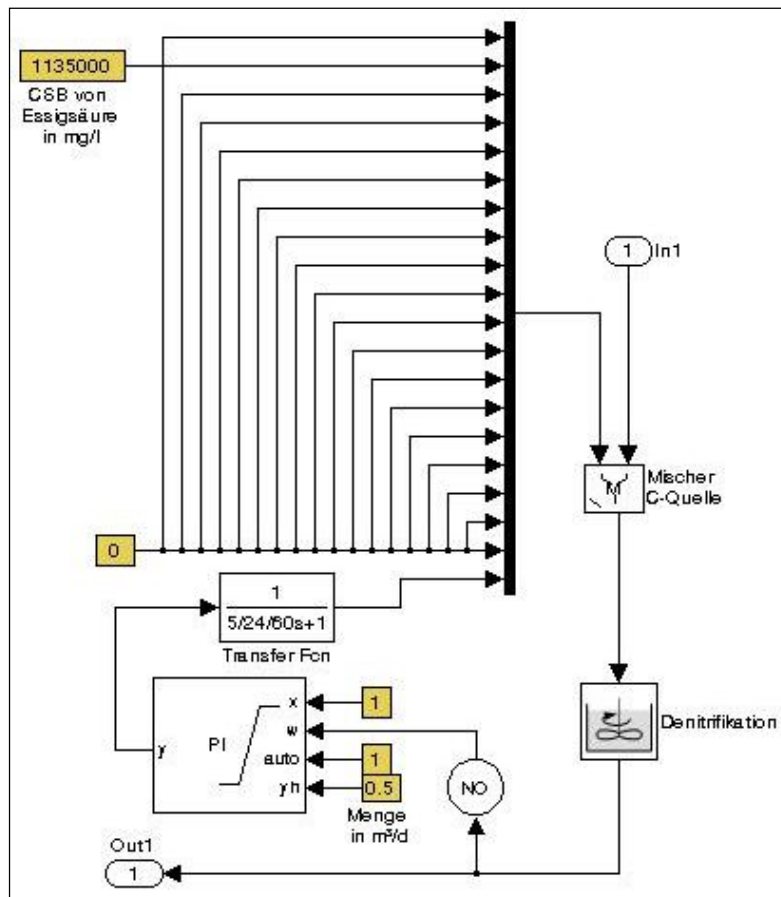 1135000
CSB von
Essigsäure
in mg/l
1
In1
M
Mischer
C-Quelle
0
1
5/24/60s+1
Transfer Fcn
PI
y
x
w
auto
yh
1
1
0.5
Menge
in m³/d
NO
Denitrifikation
Out1
1